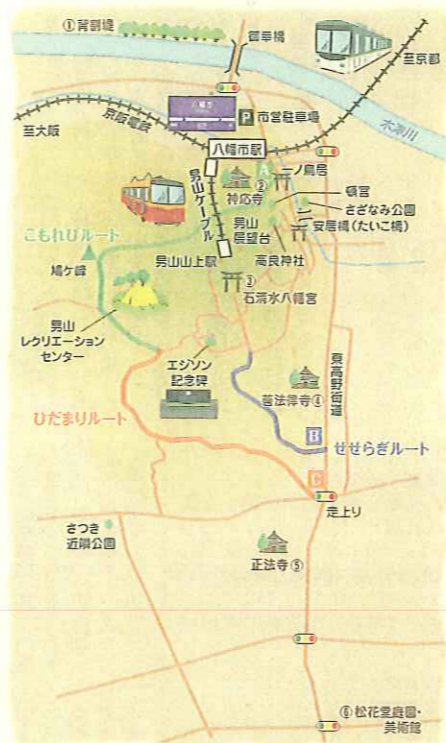 ①背割堤
御幸橋
至京都
八幡市
P 市営駐車場
木津川
京阪電鉄
至大阪
八幡市駅
A
一ノ鳥居
②
神応寺
頓宮
さざなみ公園
男山ケーブル
男山
展望台
安居橋(たいこ橋)
二ノ
こもれびルート
高良神社
鳩ケ峰
男山山上駅
③
石清水八幡宮
男山
レクリエーション
センター
エジソン
記念碑
東高野街道
善法律寺④
ひだまりルート
B
せせらぎルート
C
走上り
さつき
近隣公園
正法寺⑤
⑥松花堂庭園・
美術館